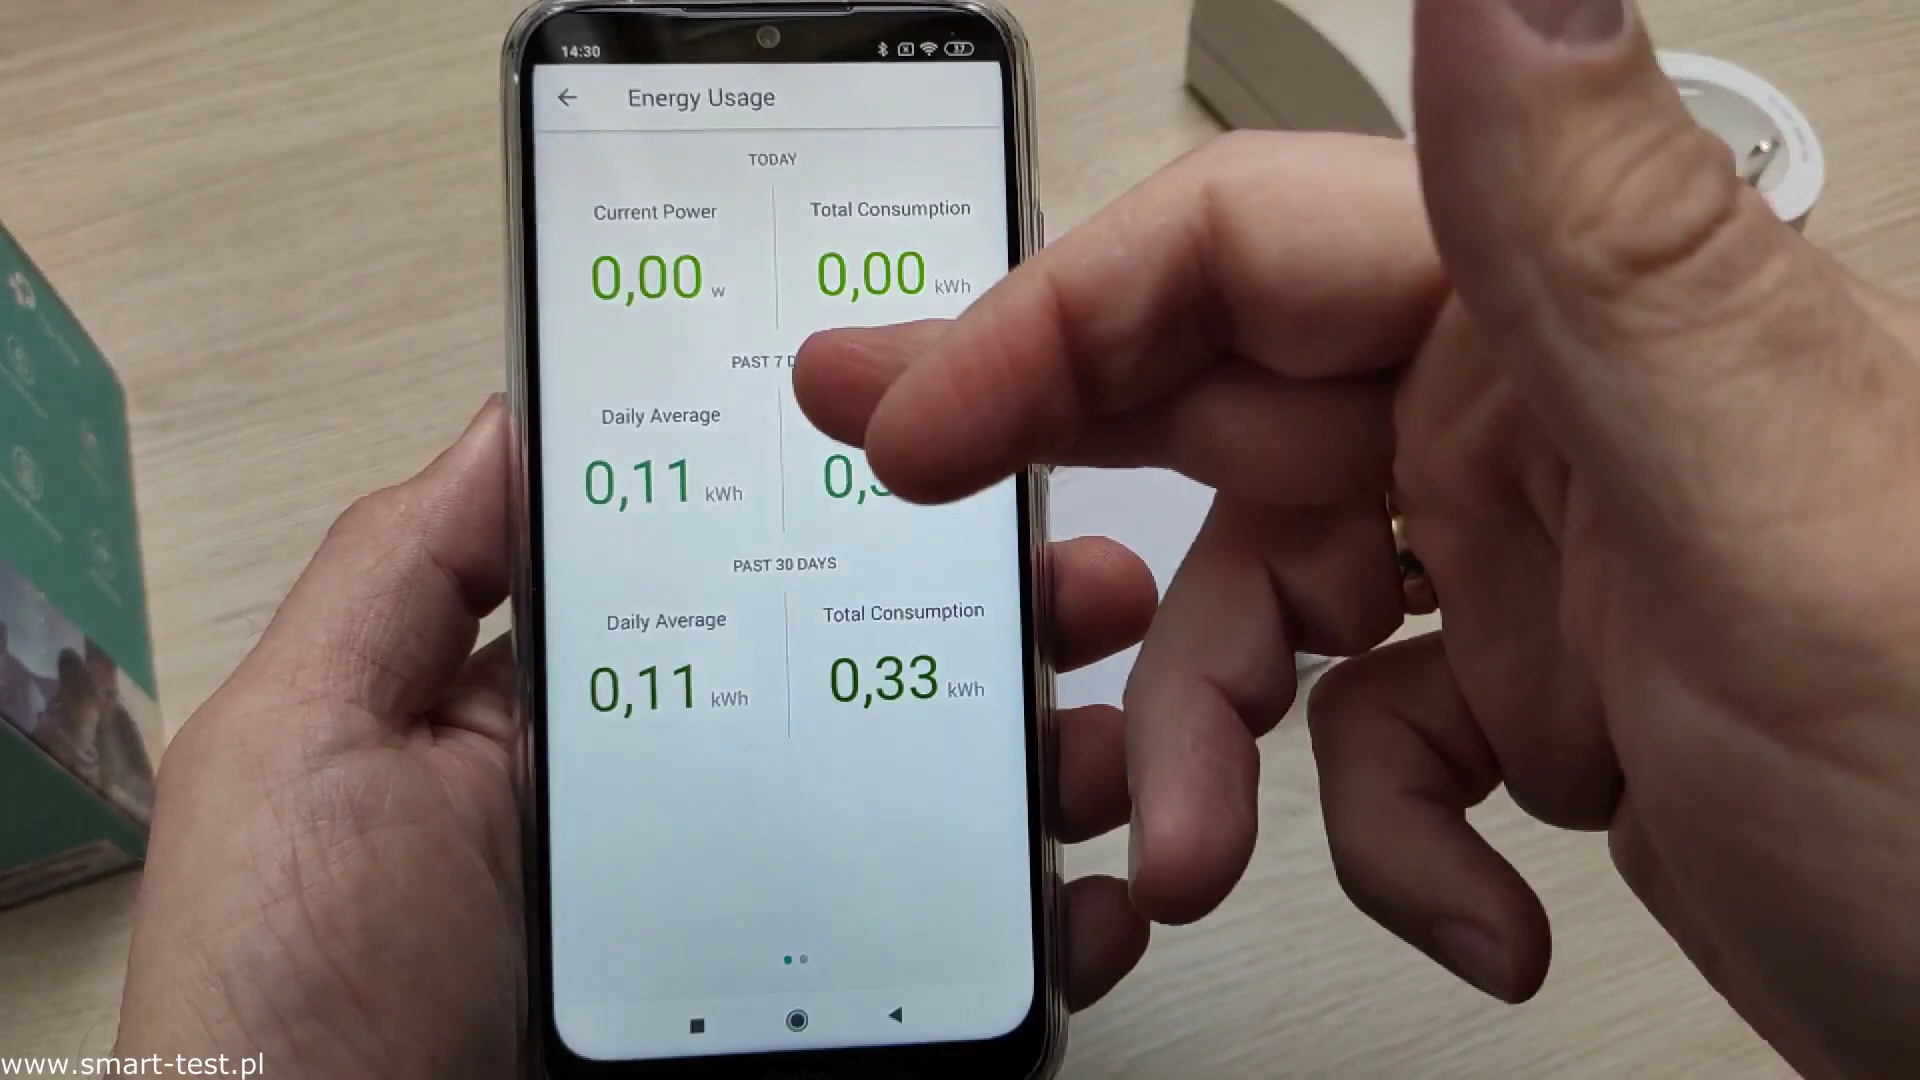 14:30
37
Energy Usage
TODAY
Current Power
Total Consumption
0,00 w
0,00 kWh
PAST 7
Daily Average
0,11 kWh
PAST 30 DAYS
Daily Average
Total Consumption
0,11 kWh
0,33 kWh
www.smart-test.pl